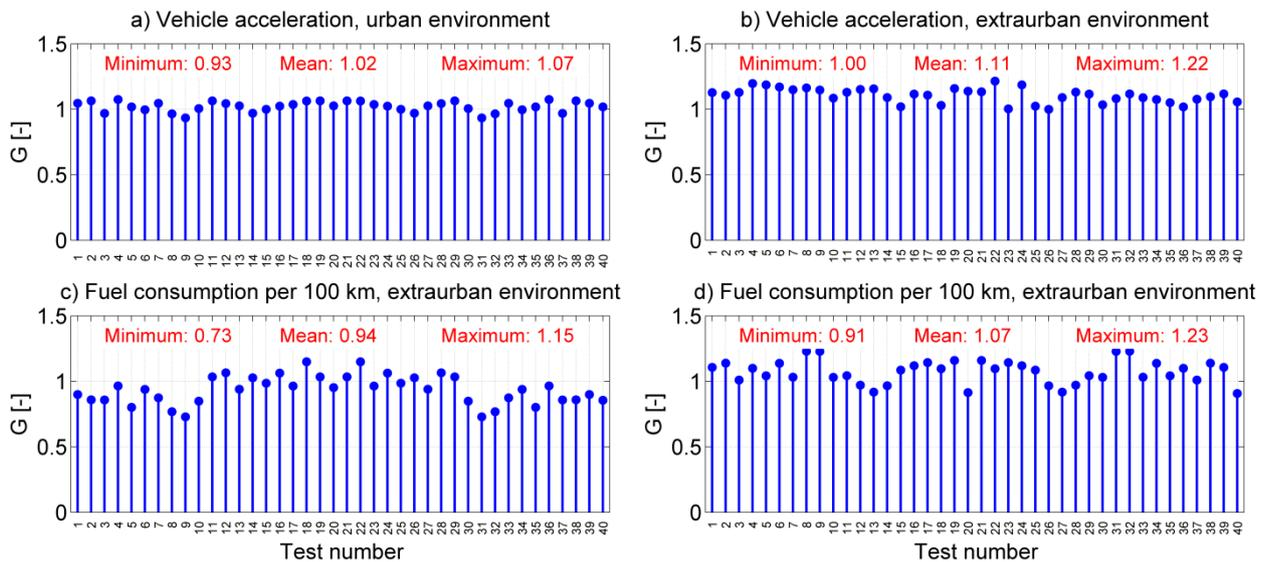 a) Vehicle acceleration, urban environment
1.5
Minimum: 0.93 Mean: 1.02 Maximum: 1.07
1
G [-]
0.5
0
1 2 3 4 5 6 7 8 9 10 11 12 13 14 15 16 17 18 19 20 21 22 23 24 25 26 27 28 29 30 31 32 33 34 35 36 37 38 39 40
b) Vehicle acceleration, extraurban environment
1.5
Minimum: 1.00 Mean: 1.11 Maximum: 1.22
1
G [-]
0.5
0
1 2 3 4 5 6 7 8 9 10 11 12 13 14 15 16 17 18 19 20 21 22 23 24 25 26 27 28 29 30 31 32 33 34 35 36 37 38 39 40
c) Fuel consumption per 100 km, extraurban environment
1.5
Minimum: 0.73 Mean: 0.94 Maximum: 1.15
1
G [-]
0.5
0
1 2 3 4 5 6 7 8 9 10 11 12 13 14 15 16 17 18 19 20 21 22 23 24 25 26 27 28 29 30 31 32 33 34 35 36 37 38 39 40
Test number
d) Fuel consumption per 100 km, extraurban environment
1.5
Minimum: 0.91 Mean: 1.07 Maximum: 1.23
1
G [-]
0.5
0
1 2 3 4 5 6 7 8 9 10 11 12 13 14 15 16 17 18 19 20 21 22 23 24 25 26 27 28 29 30 31 32 33 34 35 36 37 38 39 40
Test number